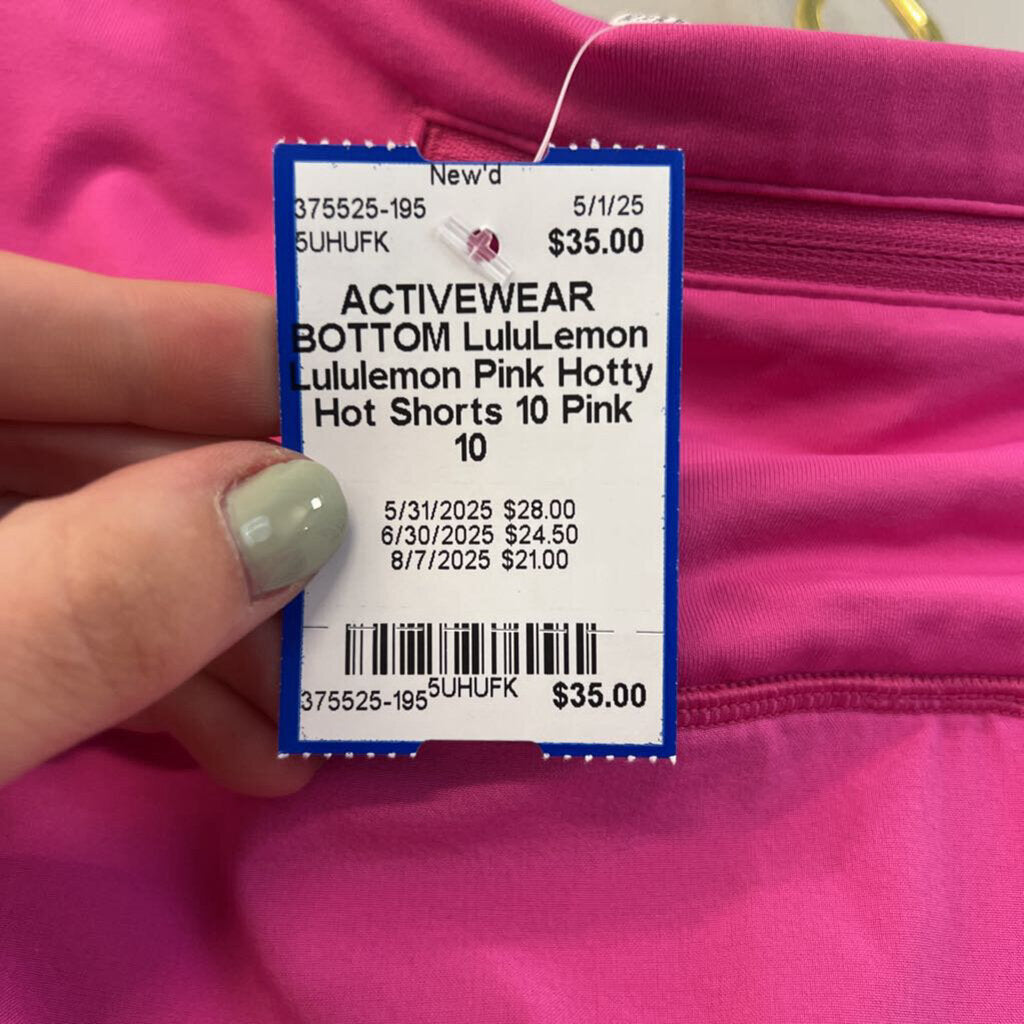 New'd
375525-195 5/1/25
5UHUFK $35.00
ACTIVEWEAR
BOTTOM LuluLemon
Lululemon Pink Hotty
Hot Shorts 10 Pink
10
5/31/2025 $28.00
6/30/2025 $24.50
8/7/2025 $21.00
375525-195 5UHUFK $35.00